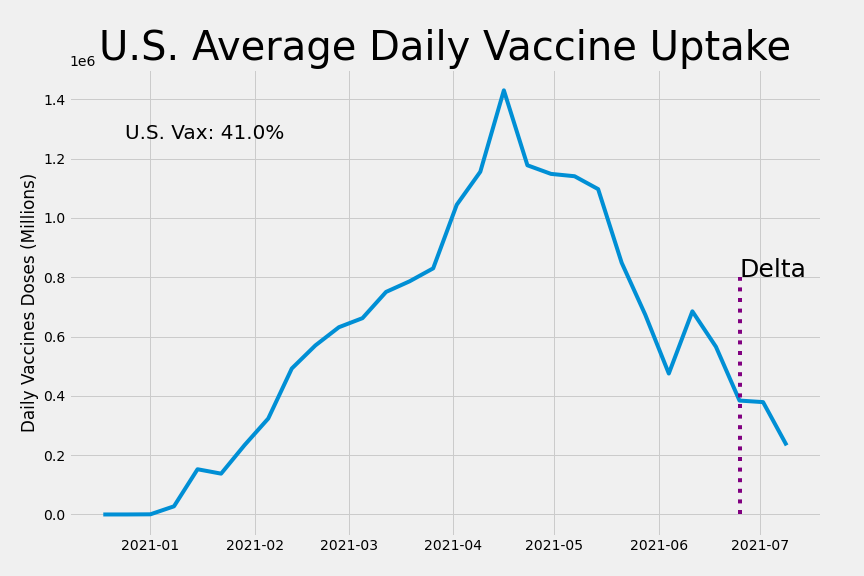 U.S. Average Daily Vaccine Uptake
1e6
1.4
U.S. Vax: 41.0%
1.2
1.0
0.8
Delta
0.6
0.4
0.2
0.0
Daily Vaccines Doses (Millions)
2021-01 2021-02 2021-03 2021-04 2021-05 2021-06 2021-07